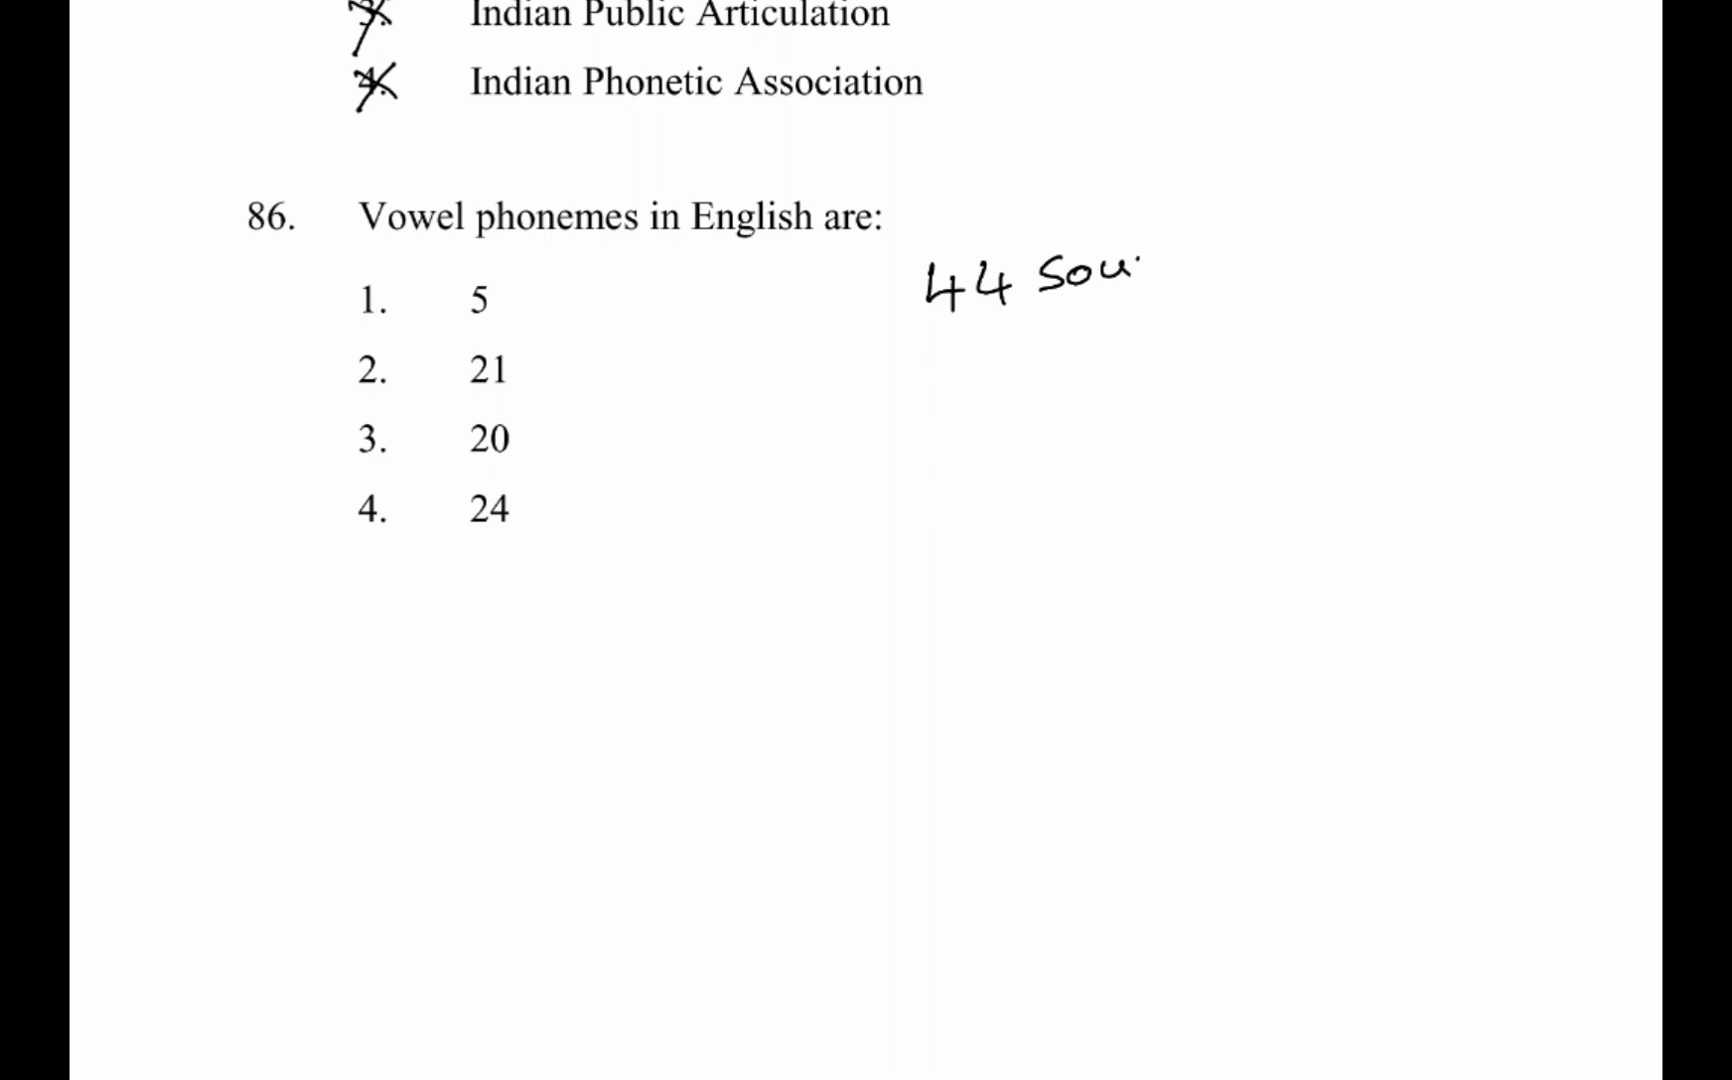 Indian Public Articulation
4. Indian Phonetic Association
86. Vowel phonemes in English are:
44 Sou
1. 5
2. 21
3. 20
4. 24